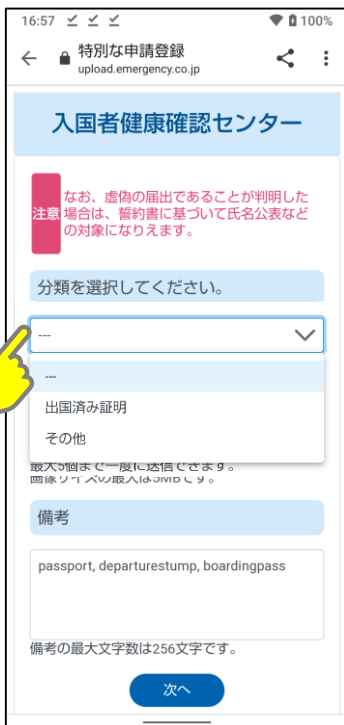 16:57 100%
特別な申請登録
upload.emergency.co.jp
入国者健康確認センター
注意
なお、虚偽の届出であることが判明した
場合は、誓約書に基づいて氏名公表など
の対象になりえます。
分類を選択してください。
---
---
出国済み証明
その他
最大5個まで一度に送信できます。
画像サイズの最大は5MBです。
備考
passport, departurestump, boardingpass
備考の最大文字数は256文字です。
次へ